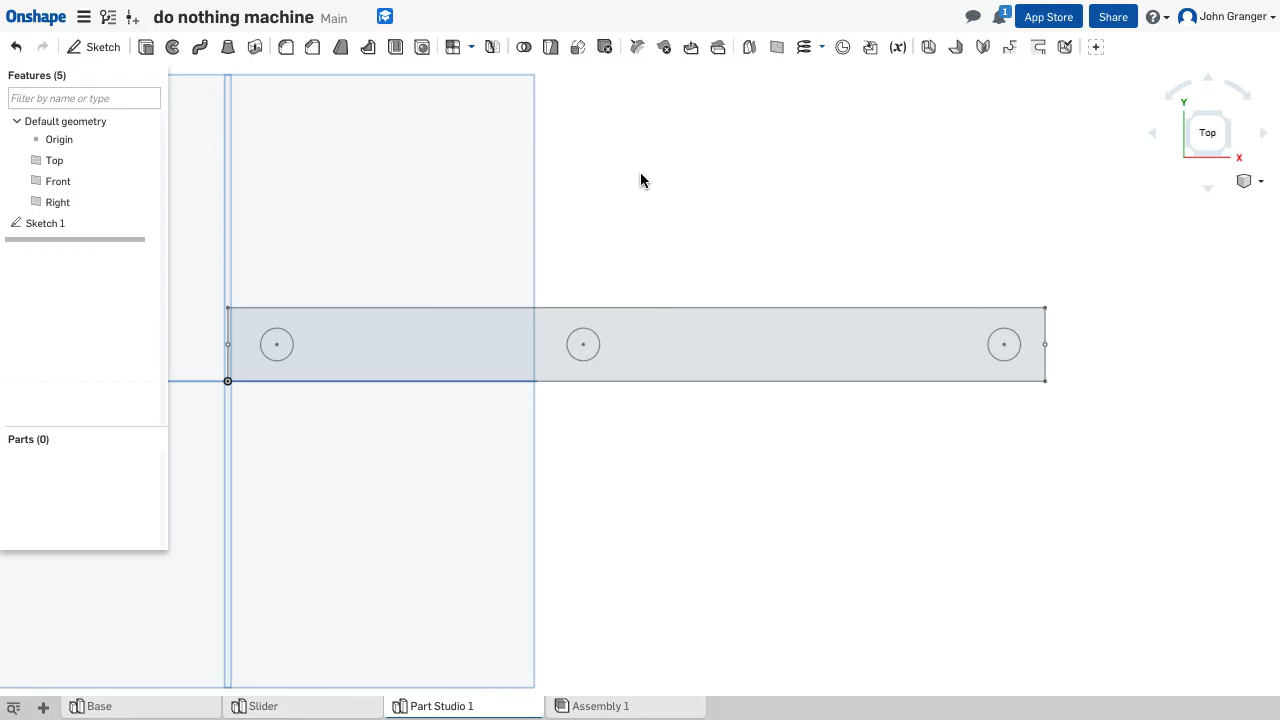 Onshape do nothing machine Main 1 App Store Share John Granger
Sketch (x)
Features (5)
Filter by name or type
Default geometry
Origin
Top
Front
Right
Sketch 1
Parts (0)
Y
Top
X
Base Slider Part Studio 1 Assembly 1